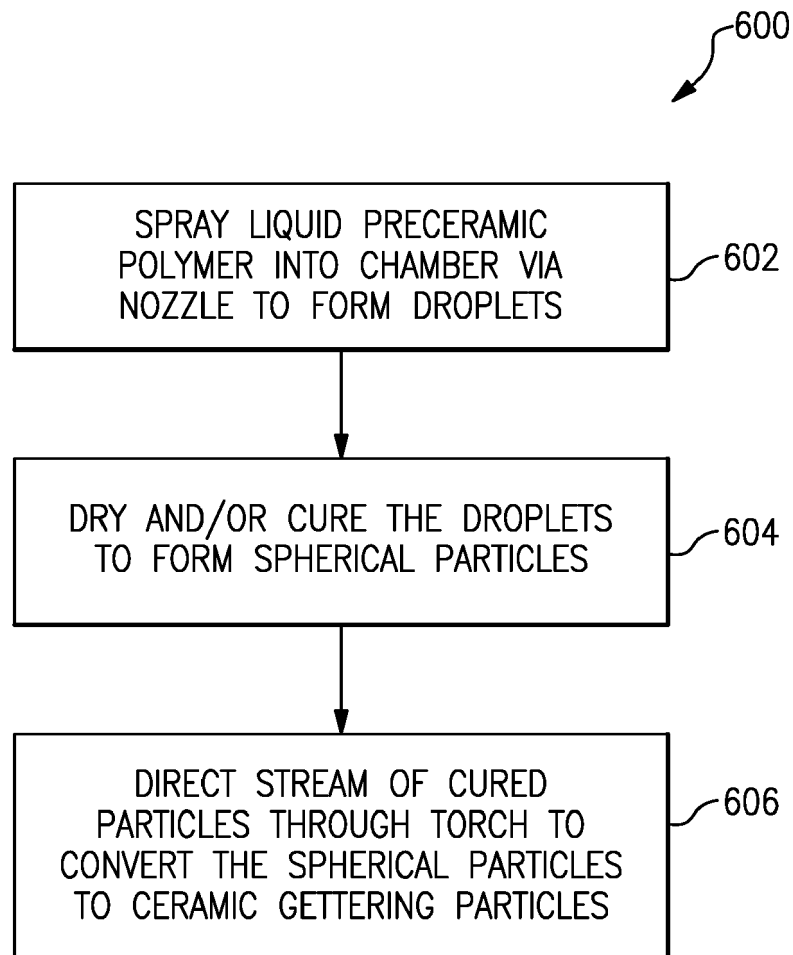 600
SPRAY LIQUID PRECERAMIC
POLYMER INTO CHAMBER VIA
NOZZLE TO FORM DROPLETS
602
DRY AND/OR CURE THE DROPLETS
TO FORM SPHERICAL PARTICLES
604
DIRECT STREAM OF CURED
PARTICLES THROUGH TORCH TO
CONVERT THE SPHERICAL PARTICLES
TO CERAMIC GETTERING PARTICLES
606